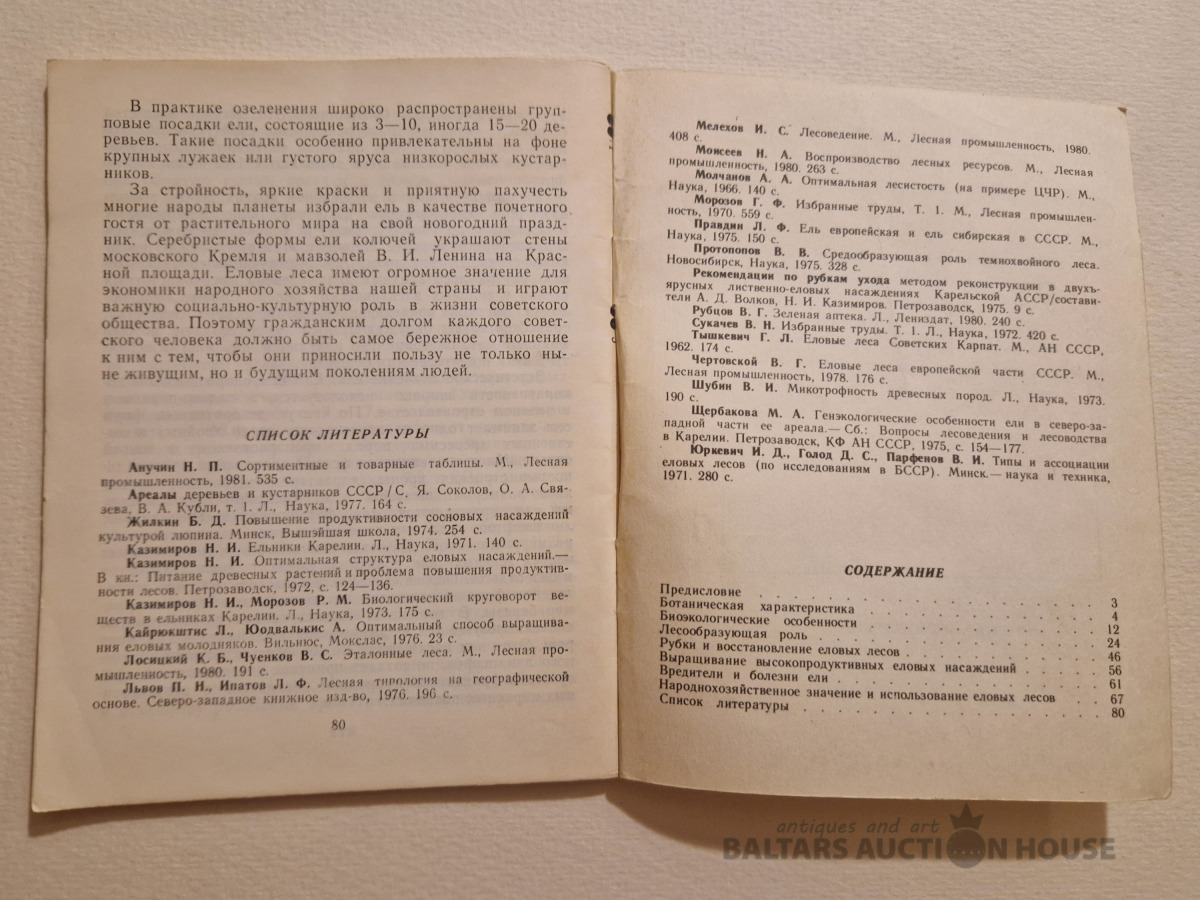 В практике озеленения широко распространены груп-
повые посадки ели, состоящие из 3—10, иногда 15—20 де-
ревьев. Такие посадки особенно привлекательны на фоне
крупных лужаек или густого яруса низкорослых кустар-
ников.
За стройность, яркие краски и приятную пахучесть
многие народы планеты избрали ель в качестве почетного
гостя от растительного мира на свой новогодний празд-
ник. Серебристые формы ели колючей украшают стены
московского Кремля и мавзолей В. И. Ленина на Крас-
ной площади. Еловые леса имеют огромное значение для
экономики народного хозяйства нашей страны и играют
важную социально-культурную роль в жизни советского
общества. Поэтому гражданским долгом каждого совет-
ского человека должно быть самое бережное отношение
к ним с тем, чтобы они приносили пользу не только ны-
не живущим, но и будущим поколениям людей.
СПИСОК ЛИТЕРАТУРЫ
Анучин Н. П. Сортиментные и товарные таблицы. М., Лесная
промышленность, 1981. 535 с.
Ареалы деревьев и кустарников СССР/С. Я. Соколов, О. А. Свя-
зева, В. А. Кубли, т. 1. Л., Наука, 1977. 164 с.
Жилкин Б. Д. Повышение продуктивности сосновых насаждений
культурой люпина. Минск, Вышэйшая школа, 1974. 254 с.
Казимиров Н. И. Ельники Карелии. Л., Наука, 1971. 140 с.
Казимиров Н. И. Оптимальная структура еловых насаждений.—
В кн.: Питание древесных растений и проблема повышения продуктив-
ности лесов. Петрозаводск, 1972, с. 124—136.
Казимиров Н. И., Морозов Р. М. Биологический круговорот ве-
ществ в ельниках Карелии. Л., Наука, 1973. 175 с.
Кайрюкштис Л., Юодвалькис А. Оптимальный способ выращива-
ния еловых молодняков. Вильнюс, Мокслас, 1976. 23 с.
Лосицкий К. Б., Чуенков В. С. Эталонные леса. М., Лесная про-
мышленность, 1980. 191 с.
Львов П. Н., Ипатов Л. Ф. Лесная типология на географической
основе. Северо-западное книжное изд-во, 1976. 196 с.
80
Мелехов И. С. Лесоведение. М., Лесная промышленность, 1980.
408 с.
Моисеев Н. А. Воспроизводство лесных ресурсов. М., Лесная
промышленность, 1980. 263 с.
Молчанов А. А. Оптимальная лесистость (на примере ЦЧР). М.,
Наука, 1966. 140 с.
Морозов Г. Ф. Избранные труды, Т. 1. М., Лесная промышлен-
ность, 1970. 559 с.
Правдин Л. Ф. Ель европейская и ель сибирская в СССР. М.,
Наука, 1975. 150 с.
Протопопов В. В. Средообразующая роль темнохвойного леса.
Новосибирск, Наука, 1975. 328 с.
Рекомендации по рубкам ухода методом реконструкции в двухъ-
ярусных лиственно-еловых насаждениях Карельской АССР/состави-
тели А. Д. Волков, Н. И. Казимиров. Петрозаводск, 1975. 9 с.
Рубцов В. Г. Зеленая аптека. Л., Лениздат, 1980. 240 с.
Сукачев В. Н. Избранные труды. Т. 1. Л., Наука, 1972. 420 с.
Тышкевич Г. Л. Еловые леса Советских Карпат. М., АН СССР,
1962. 174 с.
Чертовской В. Г. Еловые леса европейской части СССР. М.,
Лесная промышленность, 1978. 176 с.
Шубин В. И. Микотрофность древесных пород. Л., Наука, 1973.
190 с.
Щербакова М. А. Генэкологические особенности ели в северо-за-
падной части ее ареала.— Сб.: Вопросы лесоведения и лесоводства
в Карелии. Петрозаводск, КФ АН СССР, 1975, с. 154—177.
Юркевич И. Д., Голод Д. С., Парфенов В. И. Типы и ассоциации
еловых лесов (по исследованиям в БССР). Минск.— наука и техника,
1971. 280 с.
СОДЕРЖАНИЕ
Предисловие . . . 3
Ботаническая характеристика . . . 4
Биоэкологические особенности . . . 12
Лесообразующая роль . . . 24
Рубки и восстановление еловых лесов . . . 46
Выращивание высокопродуктивных еловых насаждений . . . 56
Вредители и болезни ели . . . 61
Народнохозяйственное значение и использование еловых лесов . . 67
Список литературы . . . 80
antiques and art
BALTARS AUCTION HOUSE